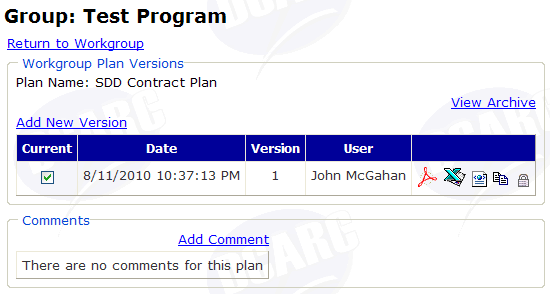 Group: Test Program
Return to Workgroup
Workgroup Plan Versions
Plan Name: SDD Contract Plan
View Archive
Add New Version
Current Date Version User
8/11/2010 10:37:13 PM 1 John McGahan
Comments
Add Comment
There are no comments for this plan
DCARC